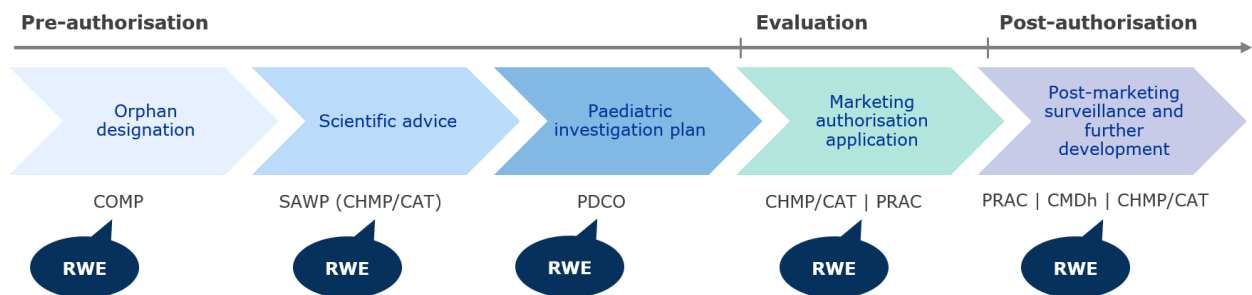 Pre-authorisation
Evaluation
Post-authorisation
Orphan
designation
Scientific advice
Paediatric
investigation plan
Marketing
authorisation
application
Post-marketing
surveillance and
further
development
COMP
SAWP (CHMP/CAT)
PDCO
CHMP/CAT | PRAC
PRAC | CMDh | CHMP/CAT
RWE
RWE
RWE
RWE
RWE